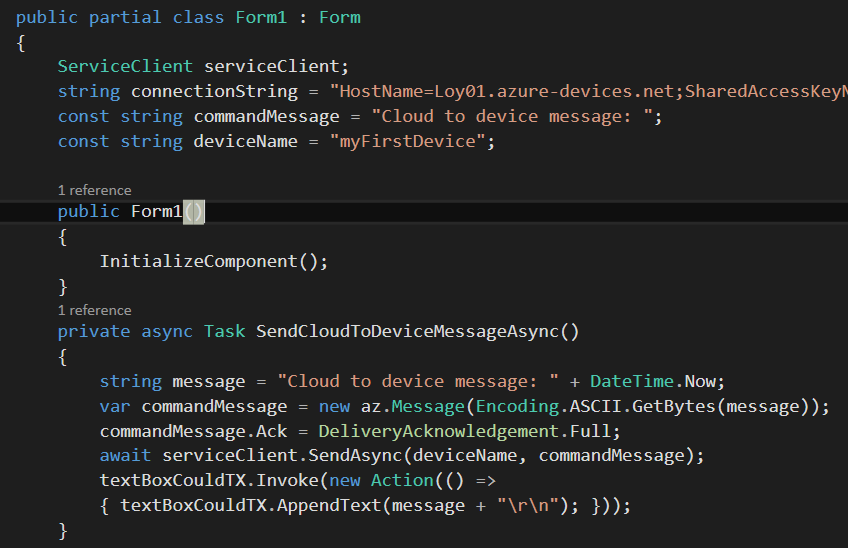 public partial class Form1 : Form
{
ServiceClient serviceClient;
string connectionString = "HostName=Loy01.azure-devices.net;SharedAccessKeyN
const string commandMessage = "Cloud to device message: ";
const string deviceName = "myFirstDevice";
1 reference
public Form1()
{
InitializeComponent();
}
1 reference
private async Task SendCloudToDeviceMessageAsync()
{
string message = "Cloud to device message: " + DateTime.Now;
var commandMessage = new az.Message(Encoding.ASCII.GetBytes(message));
commandMessage.Ack = DeliveryAcknowledgement.Full;
await serviceClient.SendAsync(deviceName, commandMessage);
textBoxCouldTX.Invoke(new Action(() =>
{ textBoxCouldTX.AppendText(message + "\r\n"); }));
}